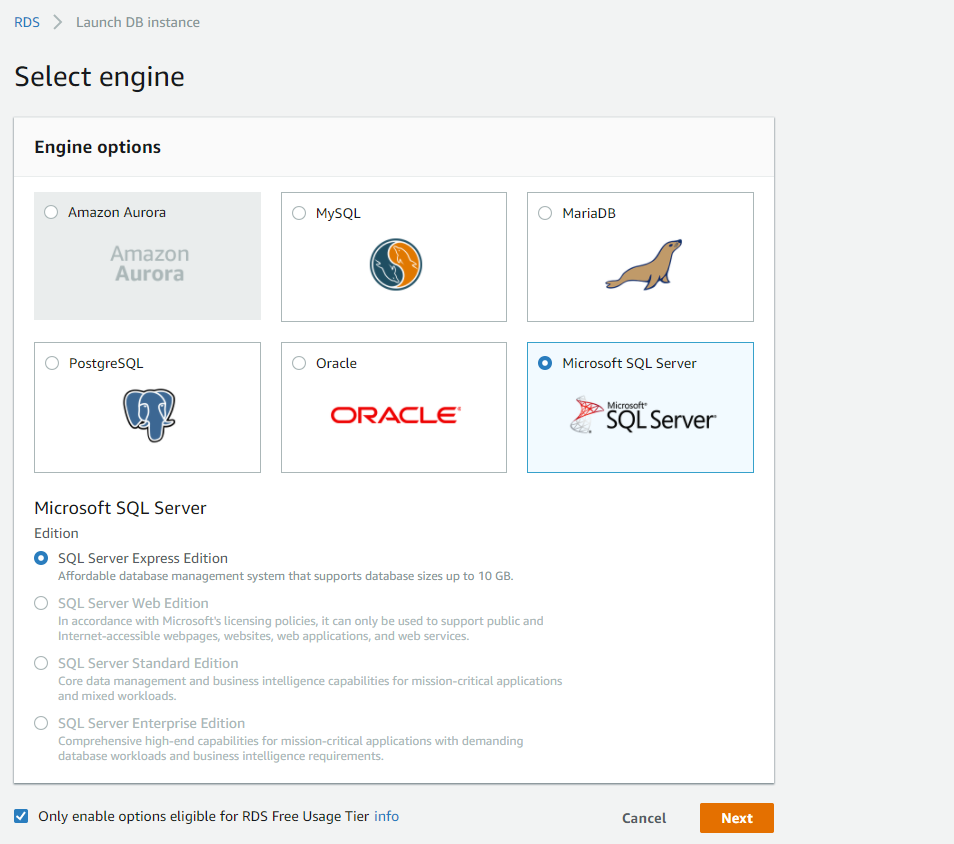 RDS > Launch DB instance
Select engine
Engine options
Amazon Aurora
Amazon
Aurora
MySQL
MariaDB
PostgreSQL
Oracle
ORACLE®
Microsoft SQL Server
Microsoft®
SQL Server®
Microsoft SQL Server
Edition
SQL Server Express Edition
Affordable database management system that supports database sizes up to 10 GB.
SQL Server Web Edition
In accordance with Microsoft's licensing policies, it can only be used to support public and
Internet-accessible webpages, websites, web applications, and web services.
SQL Server Standard Edition
Core data management and business intelligence capabilities for mission-critical applications
and mixed workloads.
SQL Server Enterprise Edition
Comprehensive high-end capabilities for mission-critical applications with demanding
database workloads and business intelligence requirements.
Only enable options eligible for RDS Free Usage Tier info
Cancel
Next